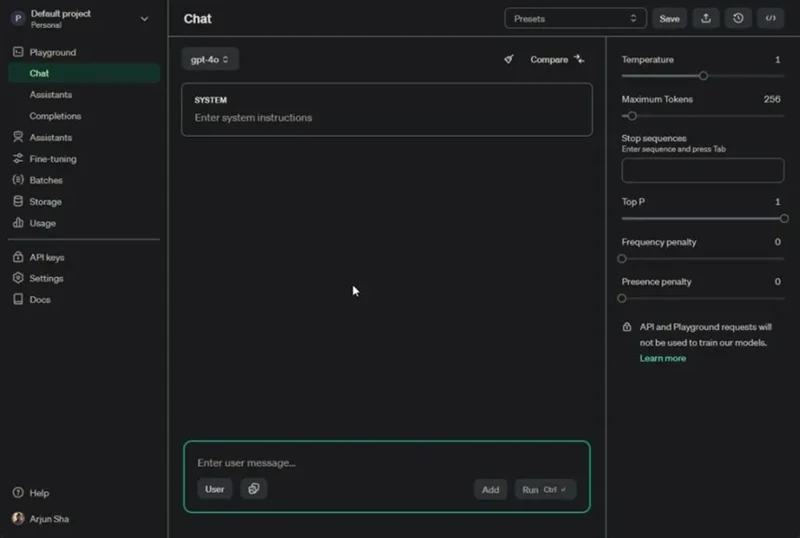 P
Default project
Personal
Playground
Chat
Assistants
Completions
Assistants
Fine-tuning
Batches
Storage
Usage
API keys
Settings
Docs
Help
Arjun Sha
Chat
Presets
Save
gpt-4o
Compare
SYSTEM
Enter system instructions
Enter user message...
User
Add
Run Ctrl
Temperature 1
Maximum Tokens 256
Stop sequences
Enter sequence and press Tab
Top P 1
Frequency penalty 0
Presence penalty 0
API and Playground requests will
not be used to train our models.
Learn more